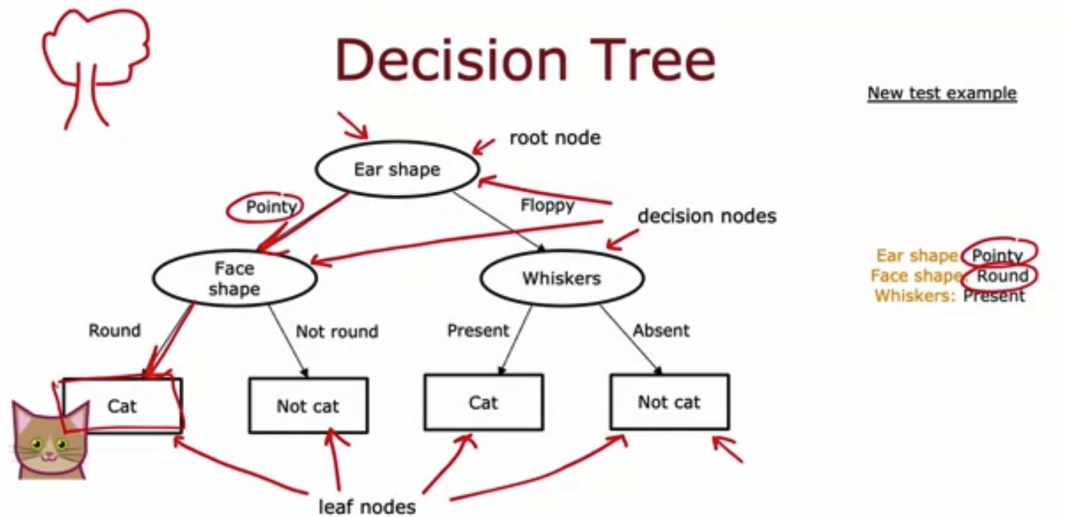 Decision Tree
New test example
root node
Ear shape
Pointy
Floppy
decision nodes
Face
shape
Whiskers
Ear shape: Pointy
Face shape: Round
Whiskers: Present
Round
Not round
Present
Absent
Cat
Not cat
Cat
Not cat
leaf nodes